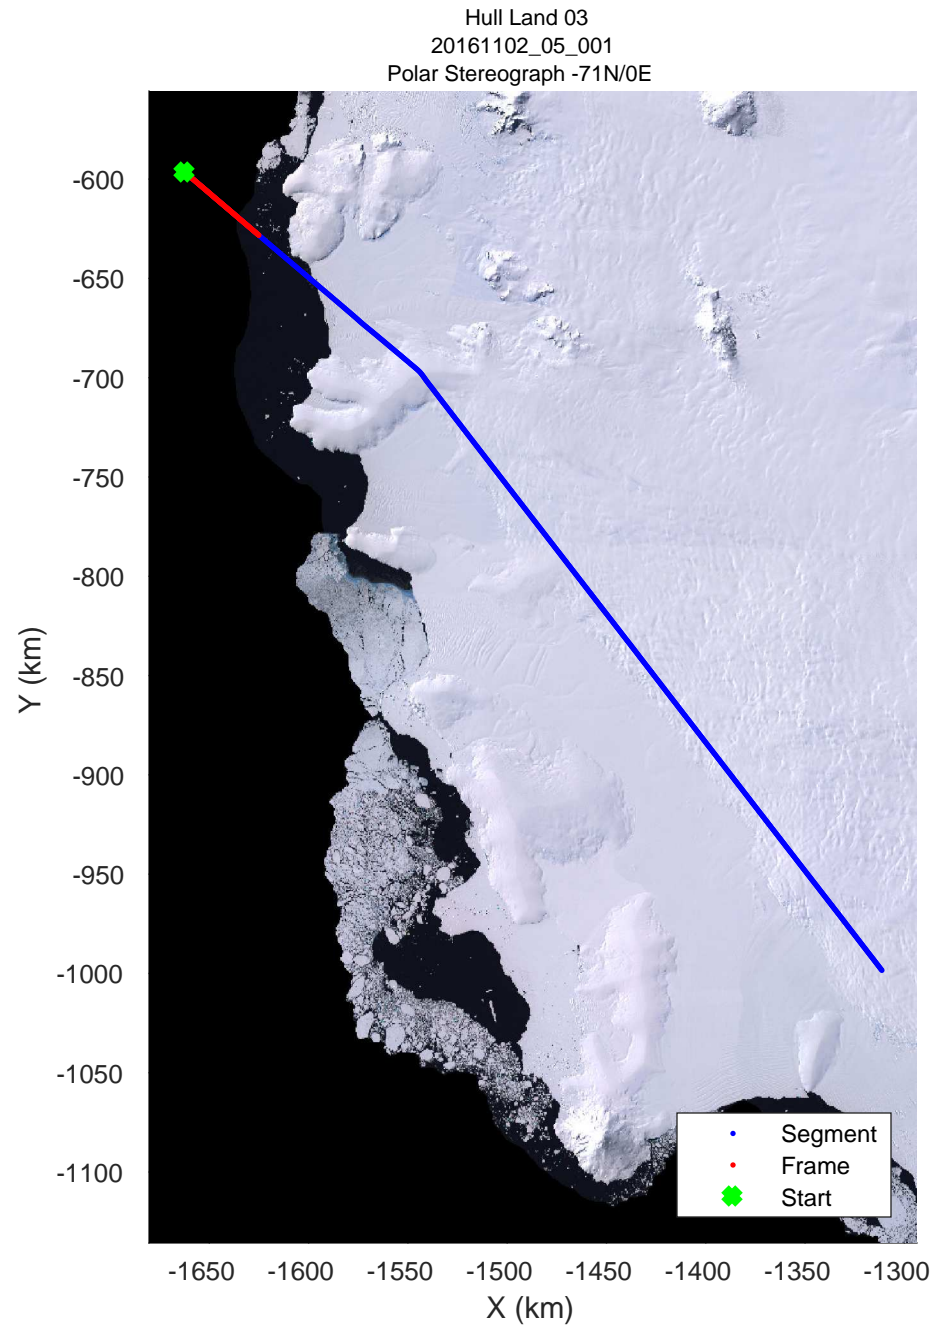 Hull Land 03
20161102_05_001
Polar Stereograph -71N/0E
-600
-650
-700
-750
-800
-850
-900
-950
-1000
-1050
-1100
Y (km)
Segment
Frame
Start
-1650 -1600 -1550 -1500 -1450 -1400 -1350 -1300
X (km)